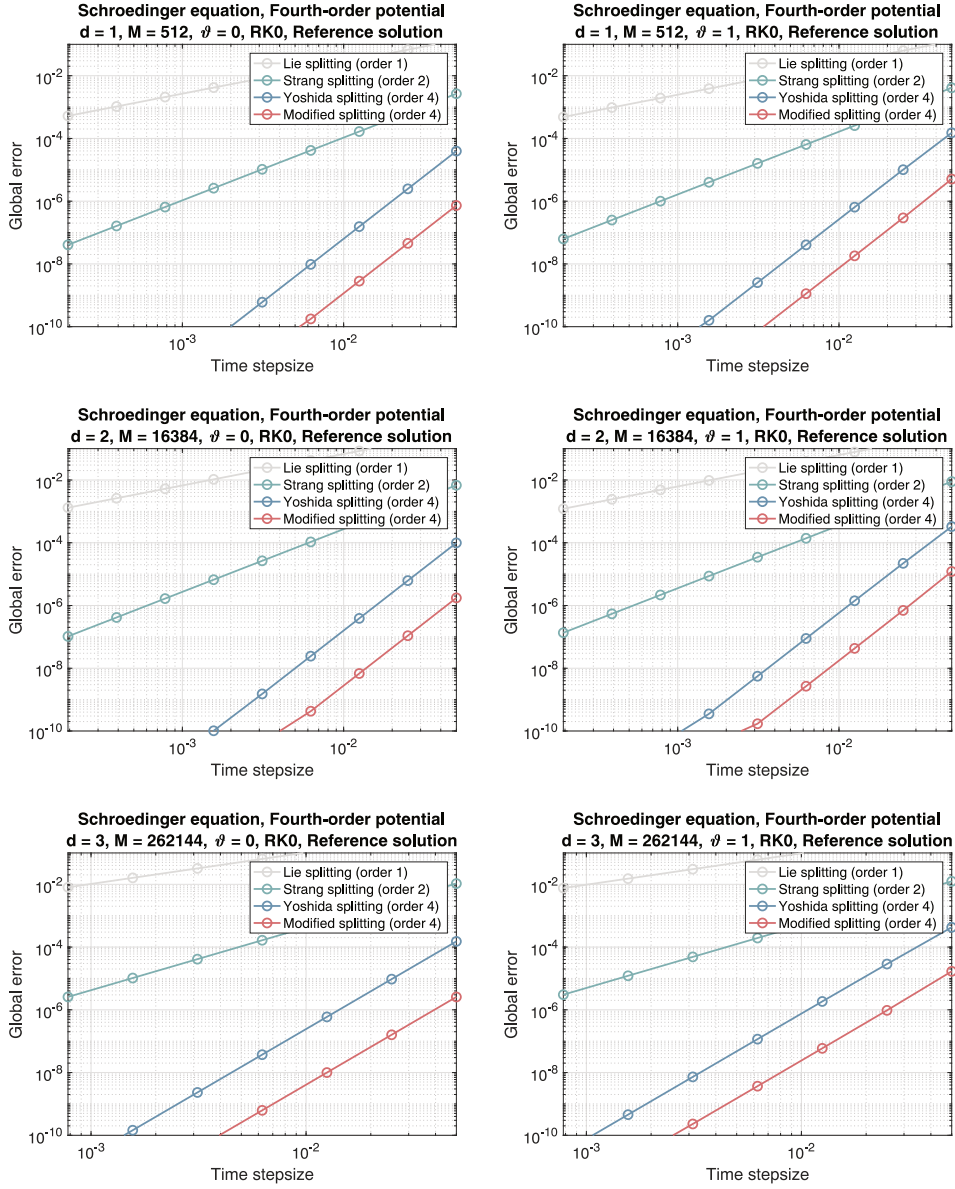 Schroedinger equation, Fourth-order potential
d = 1, M = 512, ϑ = 0, RK0, Reference solution
Lie splitting (order 1)
Strang splitting (order 2)
Yoshida splitting (order 4)
Modified splitting (order 4)
10^-2
10^-4
10^-6
10^-8
10^-10
Global error
10^-3
10^-2
Time stepsize
Schroedinger equation, Fourth-order potential
d = 1, M = 512, ϑ = 1, RK0, Reference solution
Lie splitting (order 1)
Strang splitting (order 2)
Yoshida splitting (order 4)
Modified splitting (order 4)
10^-2
10^-4
10^-6
10^-8
10^-10
Global error
10^-3
10^-2
Time stepsize
Schroedinger equation, Fourth-order potential
d = 2, M = 16384, ϑ = 0, RK0, Reference solution
Lie splitting (order 1)
Strang splitting (order 2)
Yoshida splitting (order 4)
Modified splitting (order 4)
10^-2
10^-4
10^-6
10^-8
10^-10
Global error
10^-3
10^-2
Time stepsize
Schroedinger equation, Fourth-order potential
d = 2, M = 16384, ϑ = 1, RK0, Reference solution
Lie splitting (order 1)
Strang splitting (order 2)
Yoshida splitting (order 4)
Modified splitting (order 4)
10^-2
10^-4
10^-6
10^-8
10^-10
Global error
10^-3
10^-2
Time stepsize
Schroedinger equation, Fourth-order potential
d = 3, M = 262144, ϑ = 0, RK0, Reference solution
Lie splitting (order 1)
Strang splitting (order 2)
Yoshida splitting (order 4)
Modified splitting (order 4)
10^-2
10^-4
10^-6
10^-8
10^-10
Global error
10^-3
10^-2
Time stepsize
Schroedinger equation, Fourth-order potential
d = 3, M = 262144, ϑ = 1, RK0, Reference solution
Lie splitting (order 1)
Strang splitting (order 2)
Yoshida splitting (order 4)
Modified splitting (order 4)
10^-2
10^-4
10^-6
10^-8
10^-10
Global error
10^-3
10^-2
Time stepsize